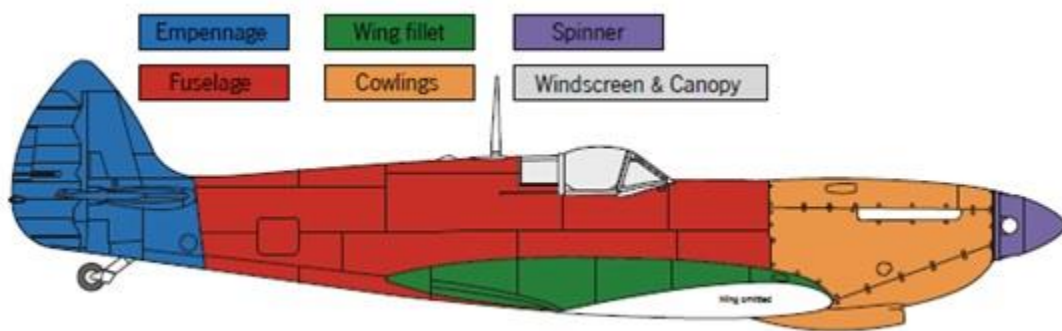 Empennage
Wing fillet
Spinner
Fuselage
Cowlings
Windscreen & Canopy
Wing omitted